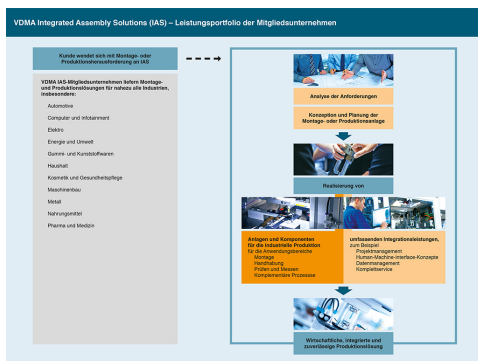 VDMA Integrated Assembly Solutions (IAS) – Leistungsportfolio der Mitgliedsunternehmen
Kunde wendet sich mit Montage- oder
Produktionsherausforderung an IAS
VDMA IAS-Mitgliedsunternehmen liefern Montage-
und Produktionslösungen für nahezu alle Industrien,
insbesondere:
Automotive
Computer und Infotainment
Elektro
Energie und Umwelt
Gummi- und Kunststoffwaren
Haushalt
Kosmetik und Gesundheitspflege
Maschinenbau
Metall
Nahrungsmittel
Pharma und Medizin
Analyse der Anforderungen
Konzeption und Planung der
Montage- oder Produktionsanlage
Realisierung von
Anlagen und Komponenten
für die industrielle Produktion
für die Anwendungsbereiche
Montage
Handhabung
Prüfen und Messen
Komplementäre Prozesse
umfassenden Integrationsleistungen,
zum Beispiel
Projektmanagement
Human-Machine-Interface-Konzepte
Datenmanagement
Komplettservice
Wirtschaftliche, integrierte und
zuverlässige Produktionslösung